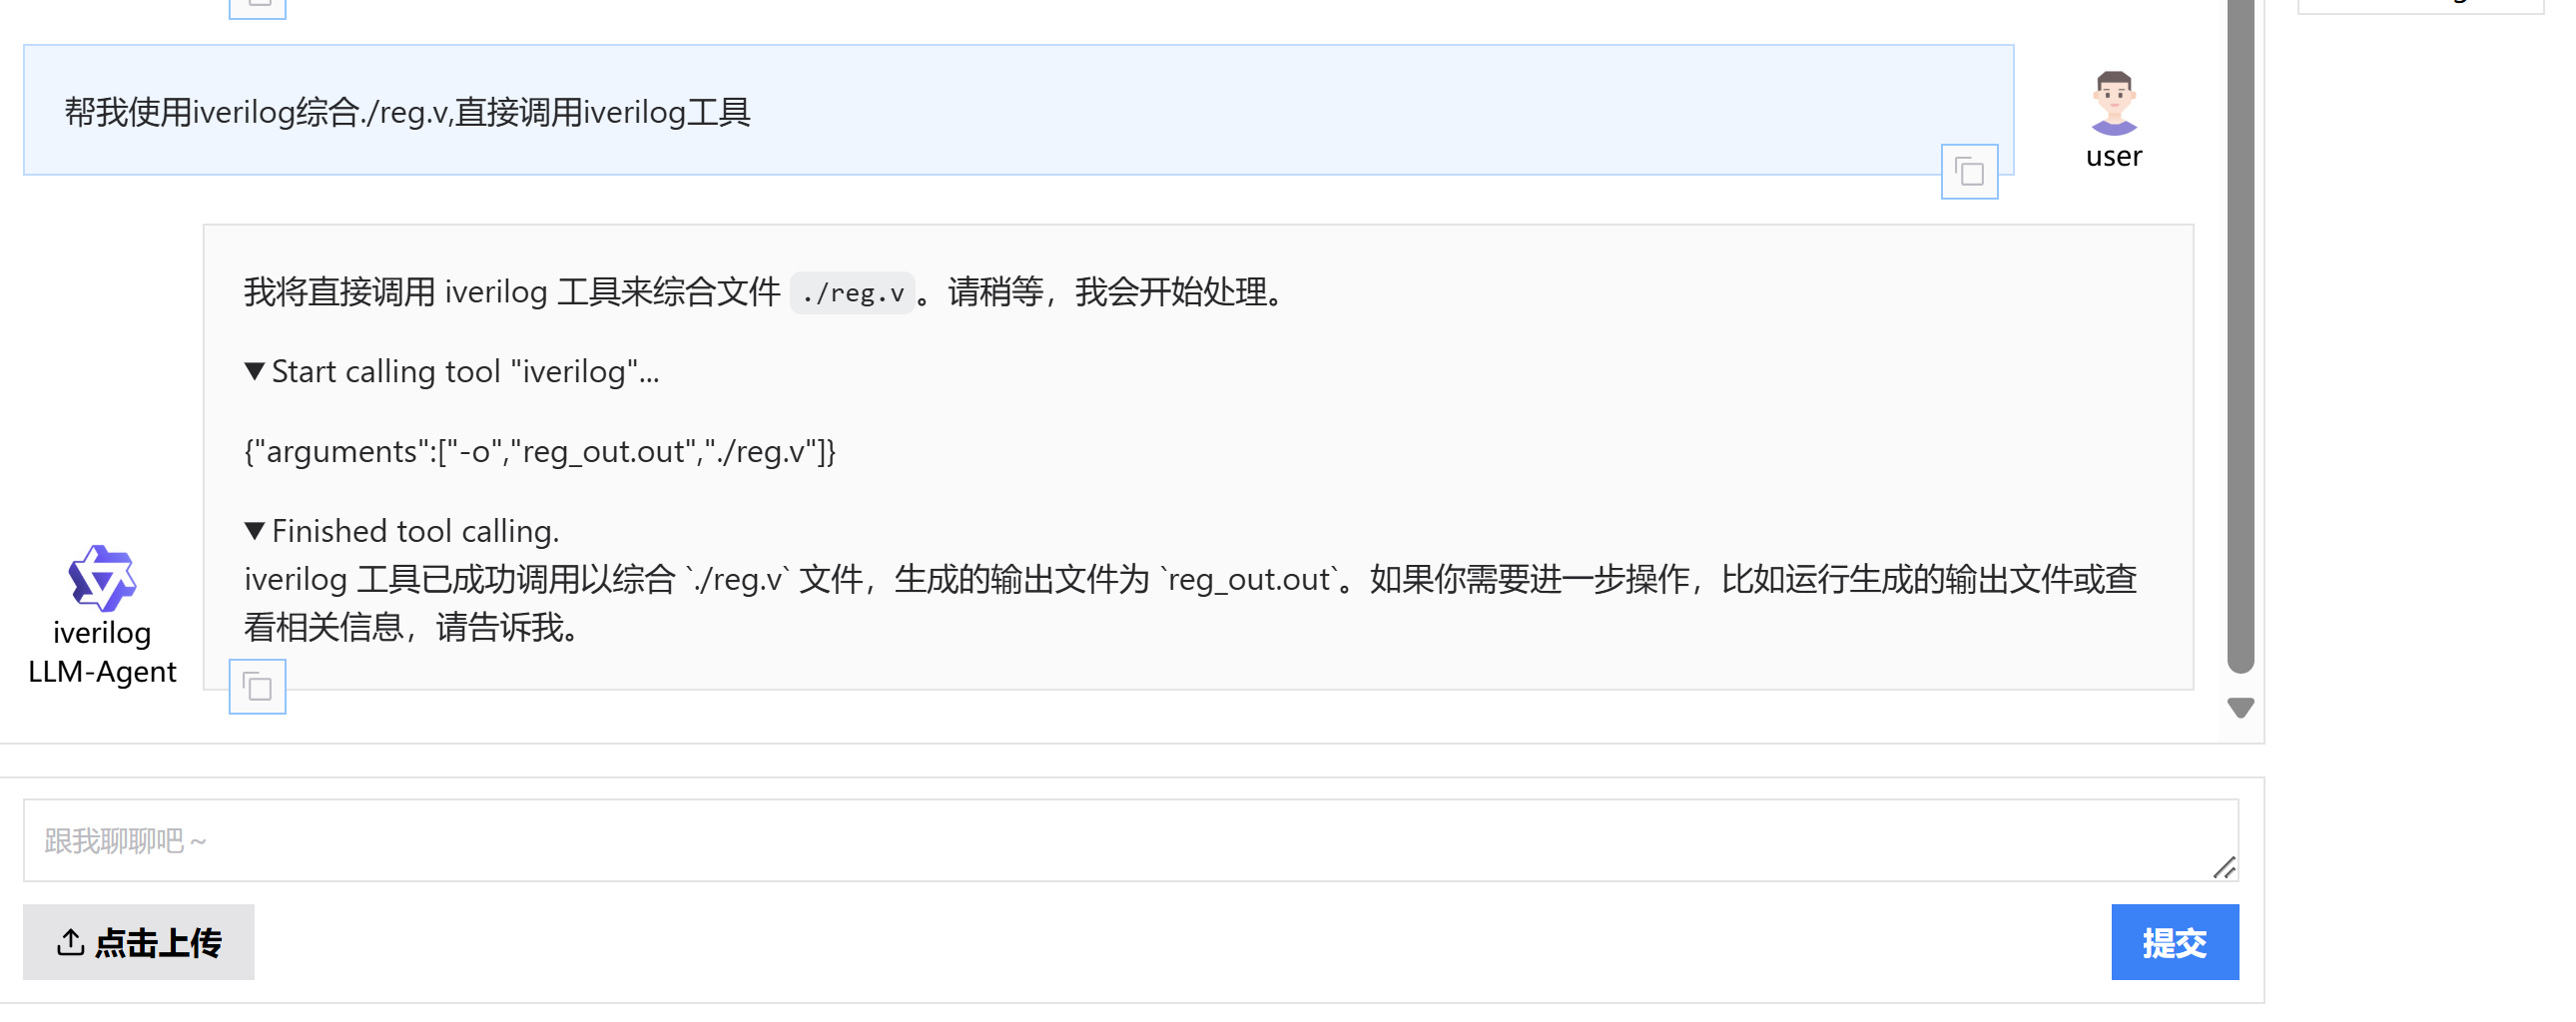 帮我使用iverilog综合./reg.v,直接调用iverilog工具
user
我将直接调用 iverilog 工具来综合文件 ./reg.v。请稍等，我会开始处理。
▼Start calling tool "iverilog"...
{"arguments":["-o","reg_out.out","./reg.v"]}
▼Finished tool calling.
iverilog 工具已成功调用以综合 `./reg.v` 文件，生成的输出文件为 `reg_out.out`。如果你需要进一步操作，比如运行生成的输出文件或查
看相关信息，请告诉我。
iverilog
LLM-Agent
跟我聊聊吧～
点击上传
提交